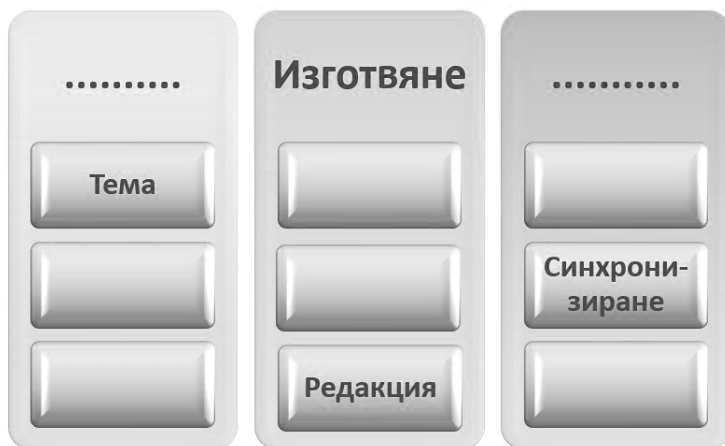 ..........
Тема
Изготвяне
Редакция
...........
Синхрони-
зиране